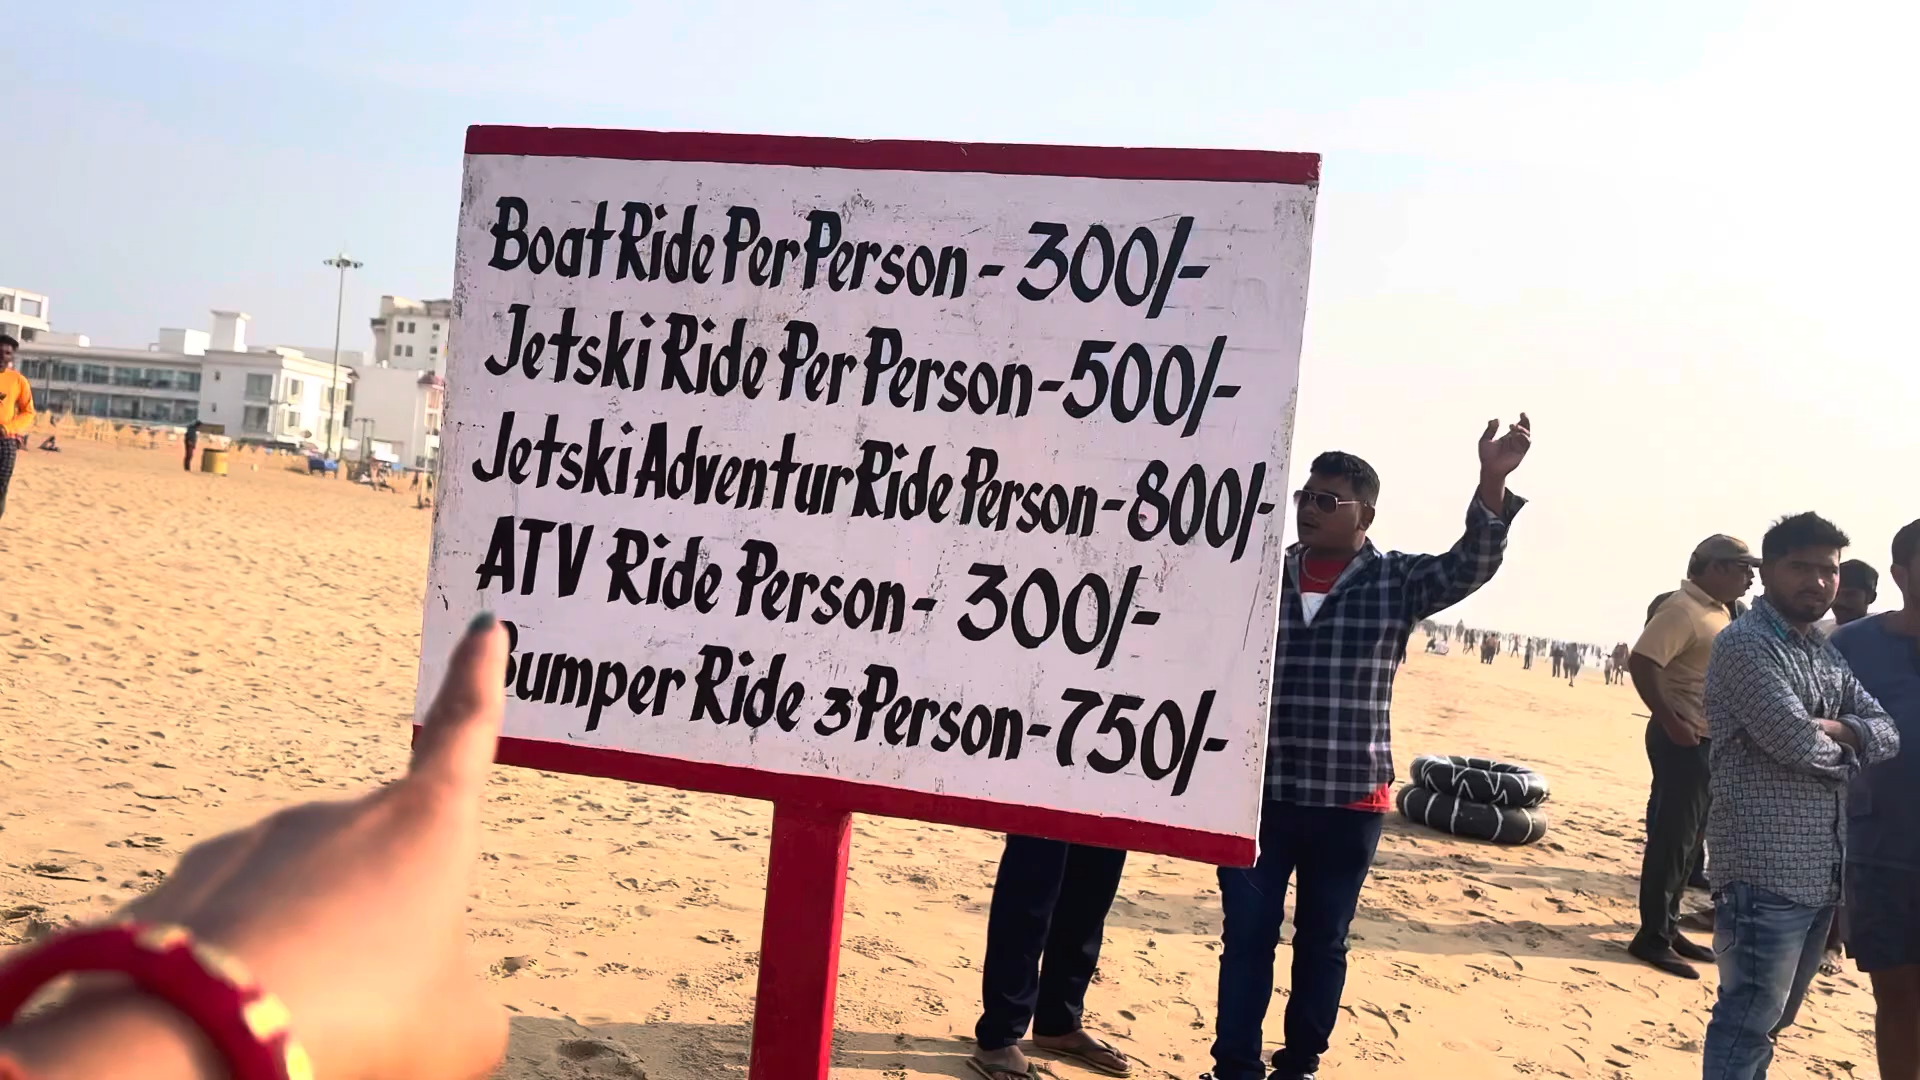 Boat Ride Per Person - 300/-
Jetski Ride Per Person - 500/-
Jetski Adventur Ride Person - 800/-
ATV Ride Person - 300/-
Bumper Ride 3 Person - 750/-